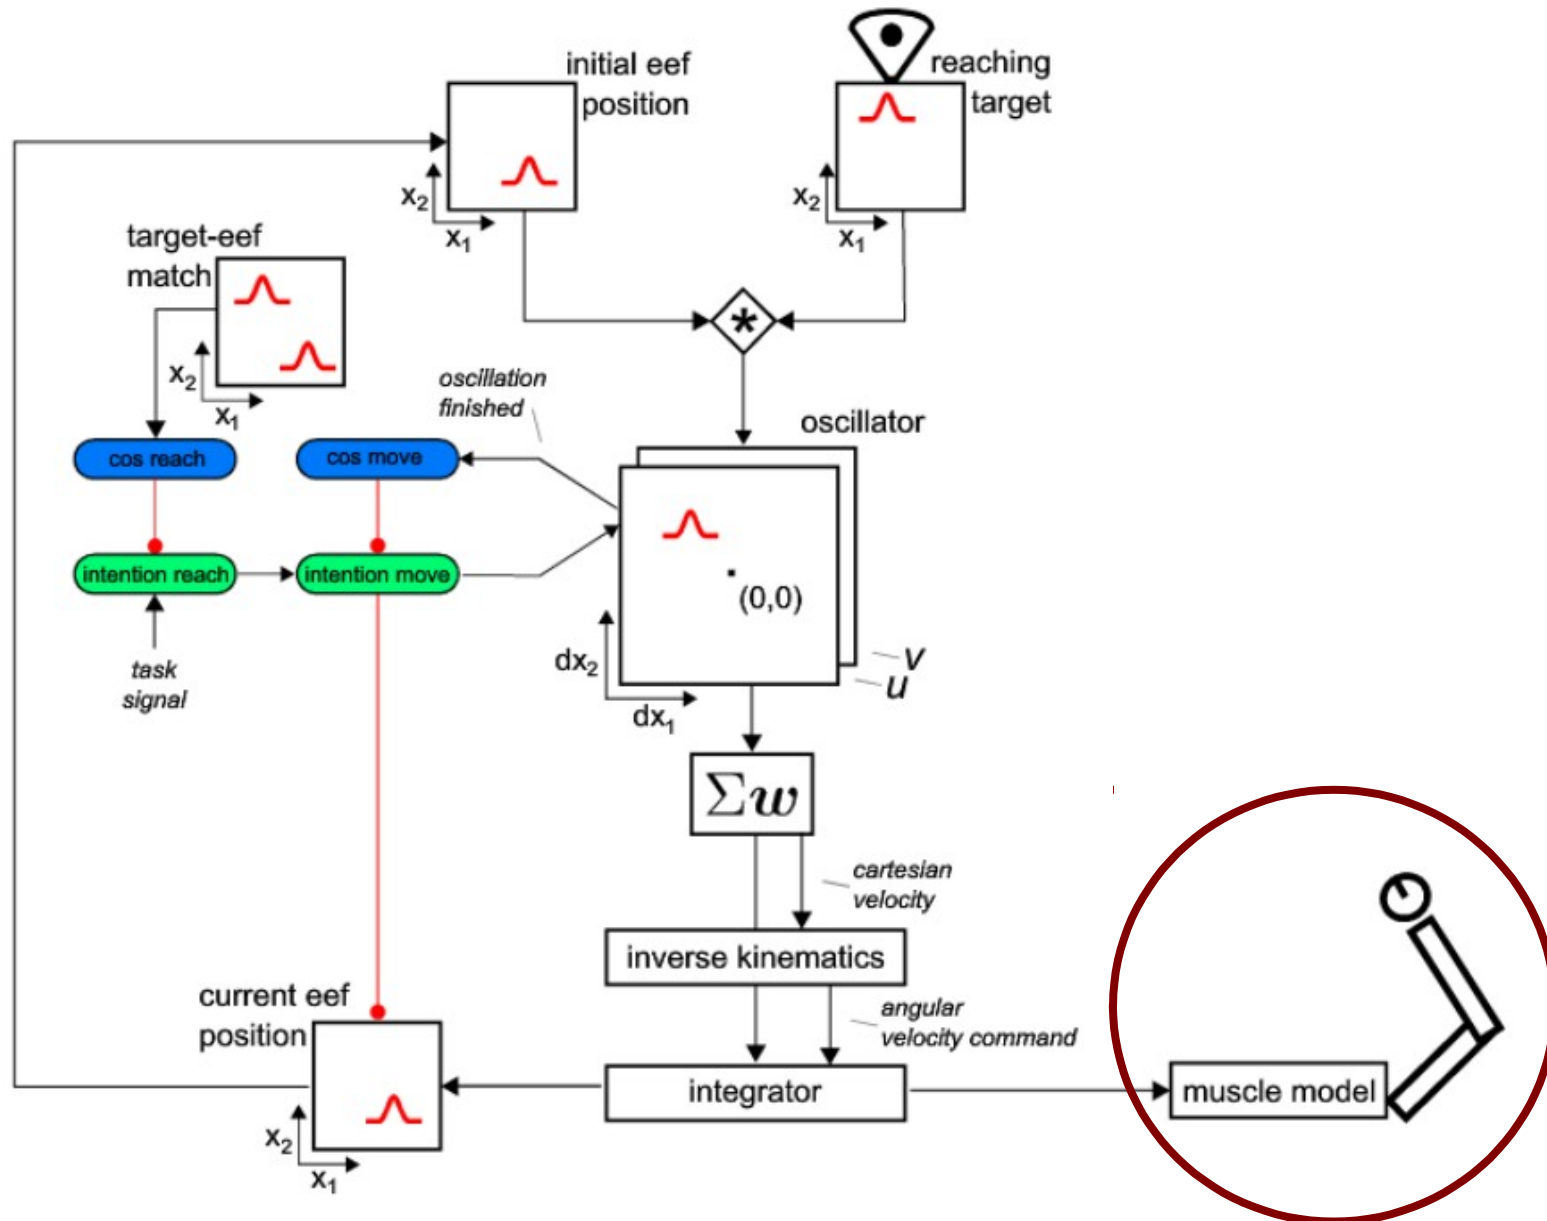 initial eef
position
reaching
target
x₂
x₁
x₂
x₁
target-eef
match
x₂
x₁
*
oscillation
finished
oscillator
cos reach
cos move
intention reach
intention move
(0,0)
task
signal
dx₂
dx₁
v
u
Σw
cartesian
velocity
inverse kinematics
angular
velocity command
current eef
position
integrator
muscle model
x₂
x₁